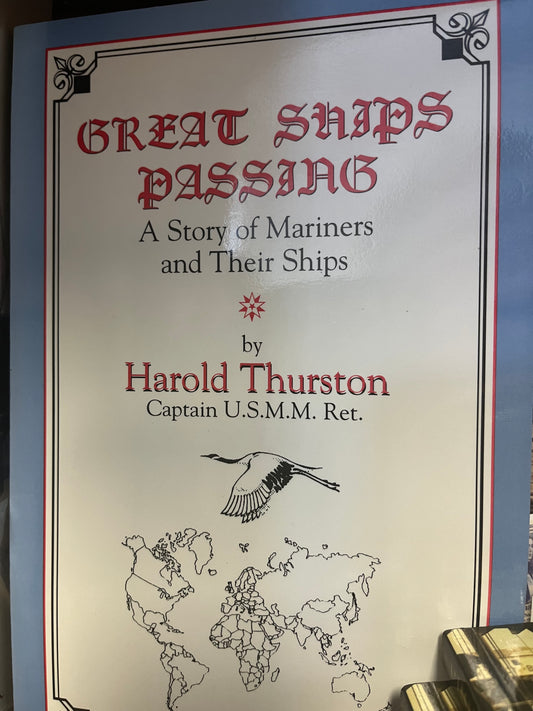 GREAT SHIPS
PASSING
A Story of Mariners
and Their Ships
by
Harold Thurston
Captain U.S.M.M. Ret.